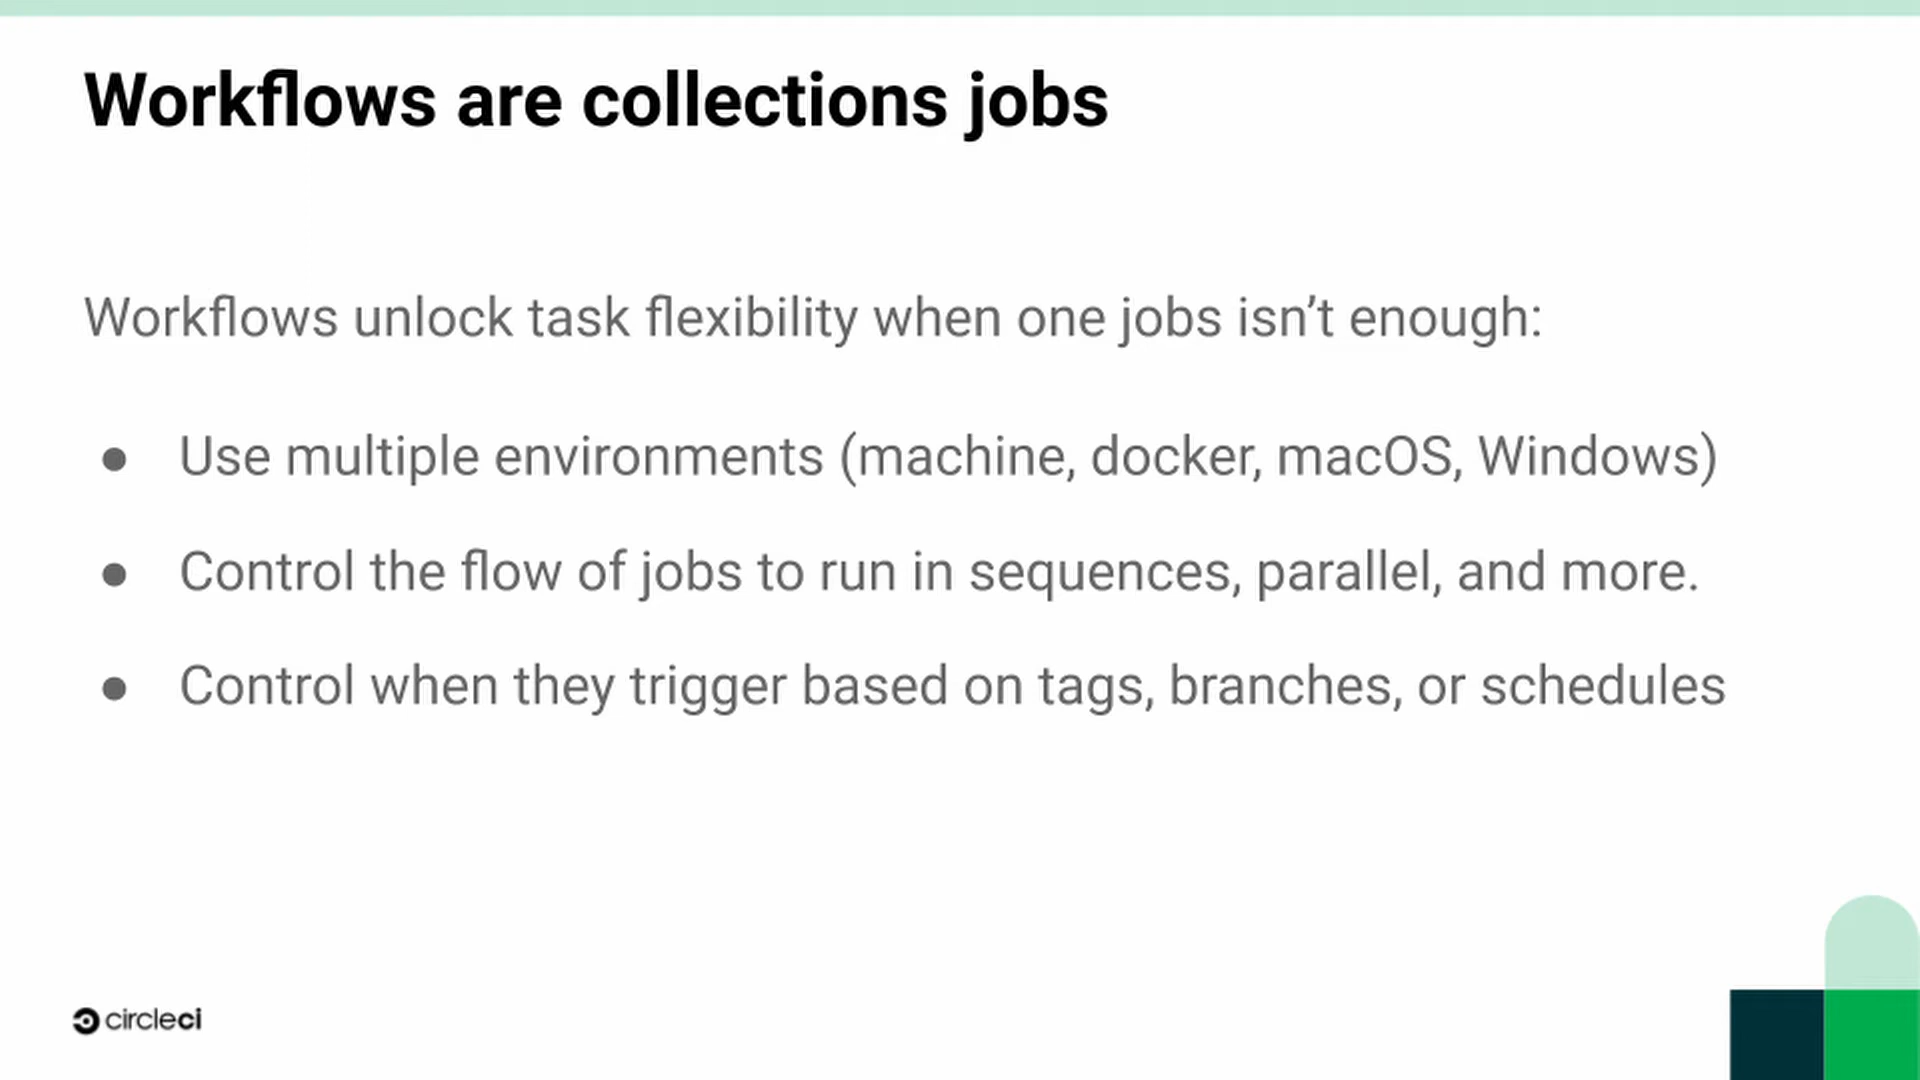 Workflows are collections jobs
Workflows unlock task flexibility when one jobs isn’t enough:
● Use multiple environments (machine, docker, macOS, Windows)
● Control the flow of jobs to run in sequences, parallel, and more.
● Control when they trigger based on tags, branches, or schedules
circleci